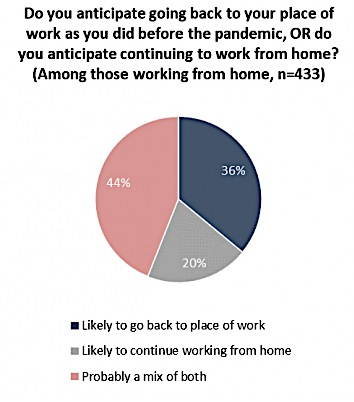 Do you anticipate going back to your place of
work as you did before the pandemic, OR do
you anticipate continuing to work from home?
(Among those working from home, n=433)
44%
36%
20%
Likely to go back to place of work
Likely to continue working from home
Probably a mix of both